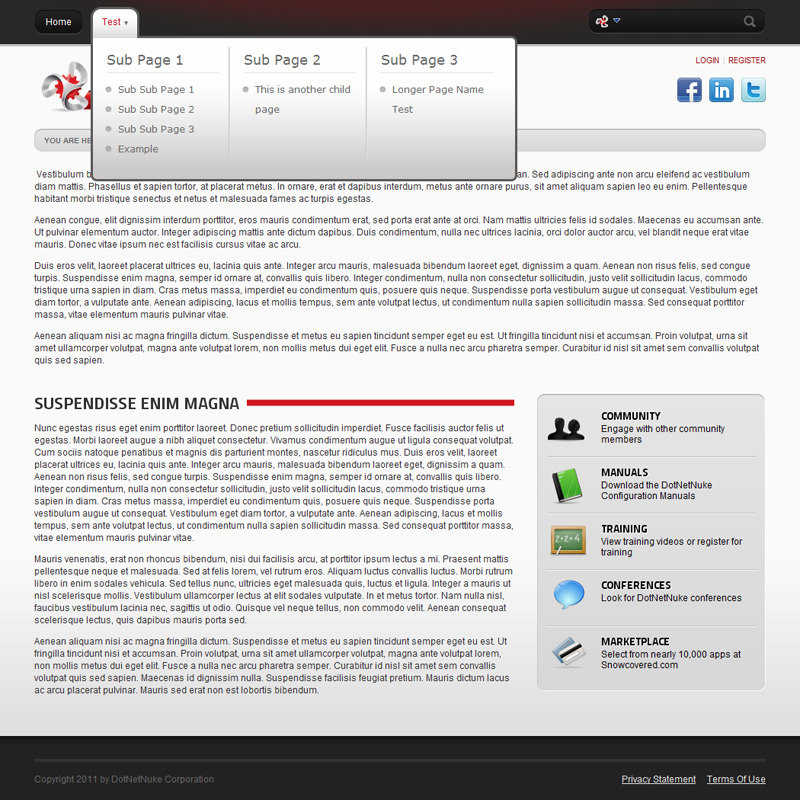 Home
Test
LOGIN | REGISTER
Sub Page 1
Sub Sub Page 1
Sub Sub Page 2
Sub Sub Page 3
Example
Sub Page 2
This is another child
page
Sub Page 3
Longer Page Name
Test
YOU ARE HE
Vestibulum b
an. Sed adipiscing ante non arcu eleifend ac vestibulum
diam mattis. Phasellus et sapien tortor, at placerat metus. In ornare, erat et dapibus interdum, metus ante ornare purus, sit amet aliquam sapien leo eu enim. Pellentesque
habitant morbi tristique senectus et netus et malesuada fames ac turpis egestas.
Aenean congue, elit dignissim interdum porttitor, eros mauris condimentum erat, sed porta erat ante at orci. Nam mattis ultricies felis id sodales. Maecenas eu accumsan ante.
Ut pulvinar elementum auctor. Integer adipiscing mattis ante dictum dapibus. Duis condimentum, nulla nec ultrices lacinia, orci dolor auctor arcu, vel blandit neque erat vitae
mauris. Donec vitae ipsum nec est facilisis cursus vitae ac arcu.
Duis eros velit, laoreet placerat ultrices eu, lacinia quis ante. Integer arcu mauris, malesuada bibendum laoreet eget, dignissim a quam. Aenean non risus felis, sed congue
turpis. Suspendisse enim magna, semper id ornare at, convallis quis libero. Integer condimentum, nulla non consectetur sollicitudin, justo velit sollicitudin lacus, commodo
tristique urna sapien in diam. Cras metus massa, imperdiet eu condimentum quis, posuere quis neque. Suspendisse porta vestibulum augue ut consequat. Vestibulum eget
diam tortor, a vulputate ante. Aenean adipiscing, lacus et mollis tempus, sem ante volutpat lectus, ut condimentum nulla sapien sollicitudin massa. Sed consequat porttitor
massa, vitae elementum mauris pulvinar vitae.
Aenean aliquam nisi ac magna fringilla dictum. Suspendisse et metus eu sapien tincidunt semper eget eu est. Ut fringilla tincidunt nisi et accumsan. Proin volutpat, urna sit
amet ullamcorper volutpat, magna ante volutpat lorem, non mollis metus dui eget elit. Fusce a nulla nec arcu pharetra semper. Curabitur id nisl sit amet sem convallis volutpat
quis sed sapien.
SUSPENDISSE ENIM MAGNA
Nunc egestas risus eget enim porttitor laoreet. Donec pretium sollicitudin imperdiet. Fusce facilisis auctor felis ut
egestas. Morbi laoreet augue a nibh aliquet consectetur. Vivamus condimentum augue ut ligula consequat volutpat.
Cum sociis natoque penatibus et magnis dis parturient montes, nascetur ridiculus mus. Duis eros velit, laoreet
placerat ultrices eu, lacinia quis ante. Integer arcu mauris, malesuada bibendum laoreet eget, dignissim a quam.
Aenean non risus felis, sed congue turpis. Suspendisse enim magna, semper id ornare at, convallis quis libero.
Integer condimentum, nulla non consectetur sollicitudin, justo velit sollicitudin lacus, commodo tristique urna
sapien in diam. Cras metus massa, imperdiet eu condimentum quis, posuere quis neque. Suspendisse porta
vestibulum augue ut consequat. Vestibulum eget diam tortor, a vulputate ante. Aenean adipiscing, lacus et mollis
tempus, sem ante volutpat lectus, ut condimentum nulla sapien sollicitudin massa. Sed consequat porttitor massa,
vitae elementum mauris pulvinar vitae.
Mauris venenatis, erat non rhoncus bibendum, nisi dui facilisis arcu, at porttitor ipsum lectus a mi. Praesent mattis
pellentesque neque et malesuada. Sed at felis lorem, vel rutrum eros. Aliquam luctus convallis luctus. Morbi rutrum
libero in enim sodales vehicula. Sed tellus nunc, ultricies eget malesuada quis, luctus et ligula. Integer a mauris ut
nisl scelerisque mollis. Vestibulum ullamcorper lectus at elit sodales vulputate. In et metus tortor. Nam nulla nisl,
faucibus vestibulum lacinia nec, sagittis ut odio. Quisque vel neque tellus, non commodo velit. Aenean consequat
scelerisque lectus, quis dapibus mauris porta sed.
Aenean aliquam nisi ac magna fringilla dictum. Suspendisse et metus eu sapien tincidunt semper eget eu est. Ut
fringilla tincidunt nisi et accumsan. Proin volutpat, urna sit amet ullamcorper volutpat, magna ante volutpat lorem,
non mollis metus dui eget elit. Fusce a nulla nec arcu pharetra semper. Curabitur id nisl sit amet sem convallis
volutpat quis sed sapien. Maecenas id dignissim nulla. Suspendisse facilisis feugiat pretium. Mauris dictum lacus
ac arcu placerat pulvinar. Mauris sed erat non est lobortis bibendum.
COMMUNITY
Engage with other community
members
MANUALS
Download the DotNetNuke
Configuration Manuals
2+2=4
TRAINING
View training videos or register for
training
CONFERENCES
Look for DotNetNuke conferences
MARKETPLACE
Select from nearly 10,000 apps at
Snowcovered.com
Copyright 2011 by DotNetNuke Corporation
Privacy Statement
Terms Of Use